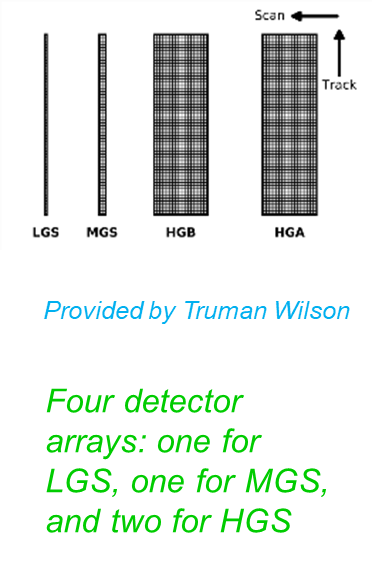 Scan
Track
LGS MGS HGB HGA
Provided by Truman Wilson
Four detector
arrays: one for
LGS, one for MGS,
and two for HGS